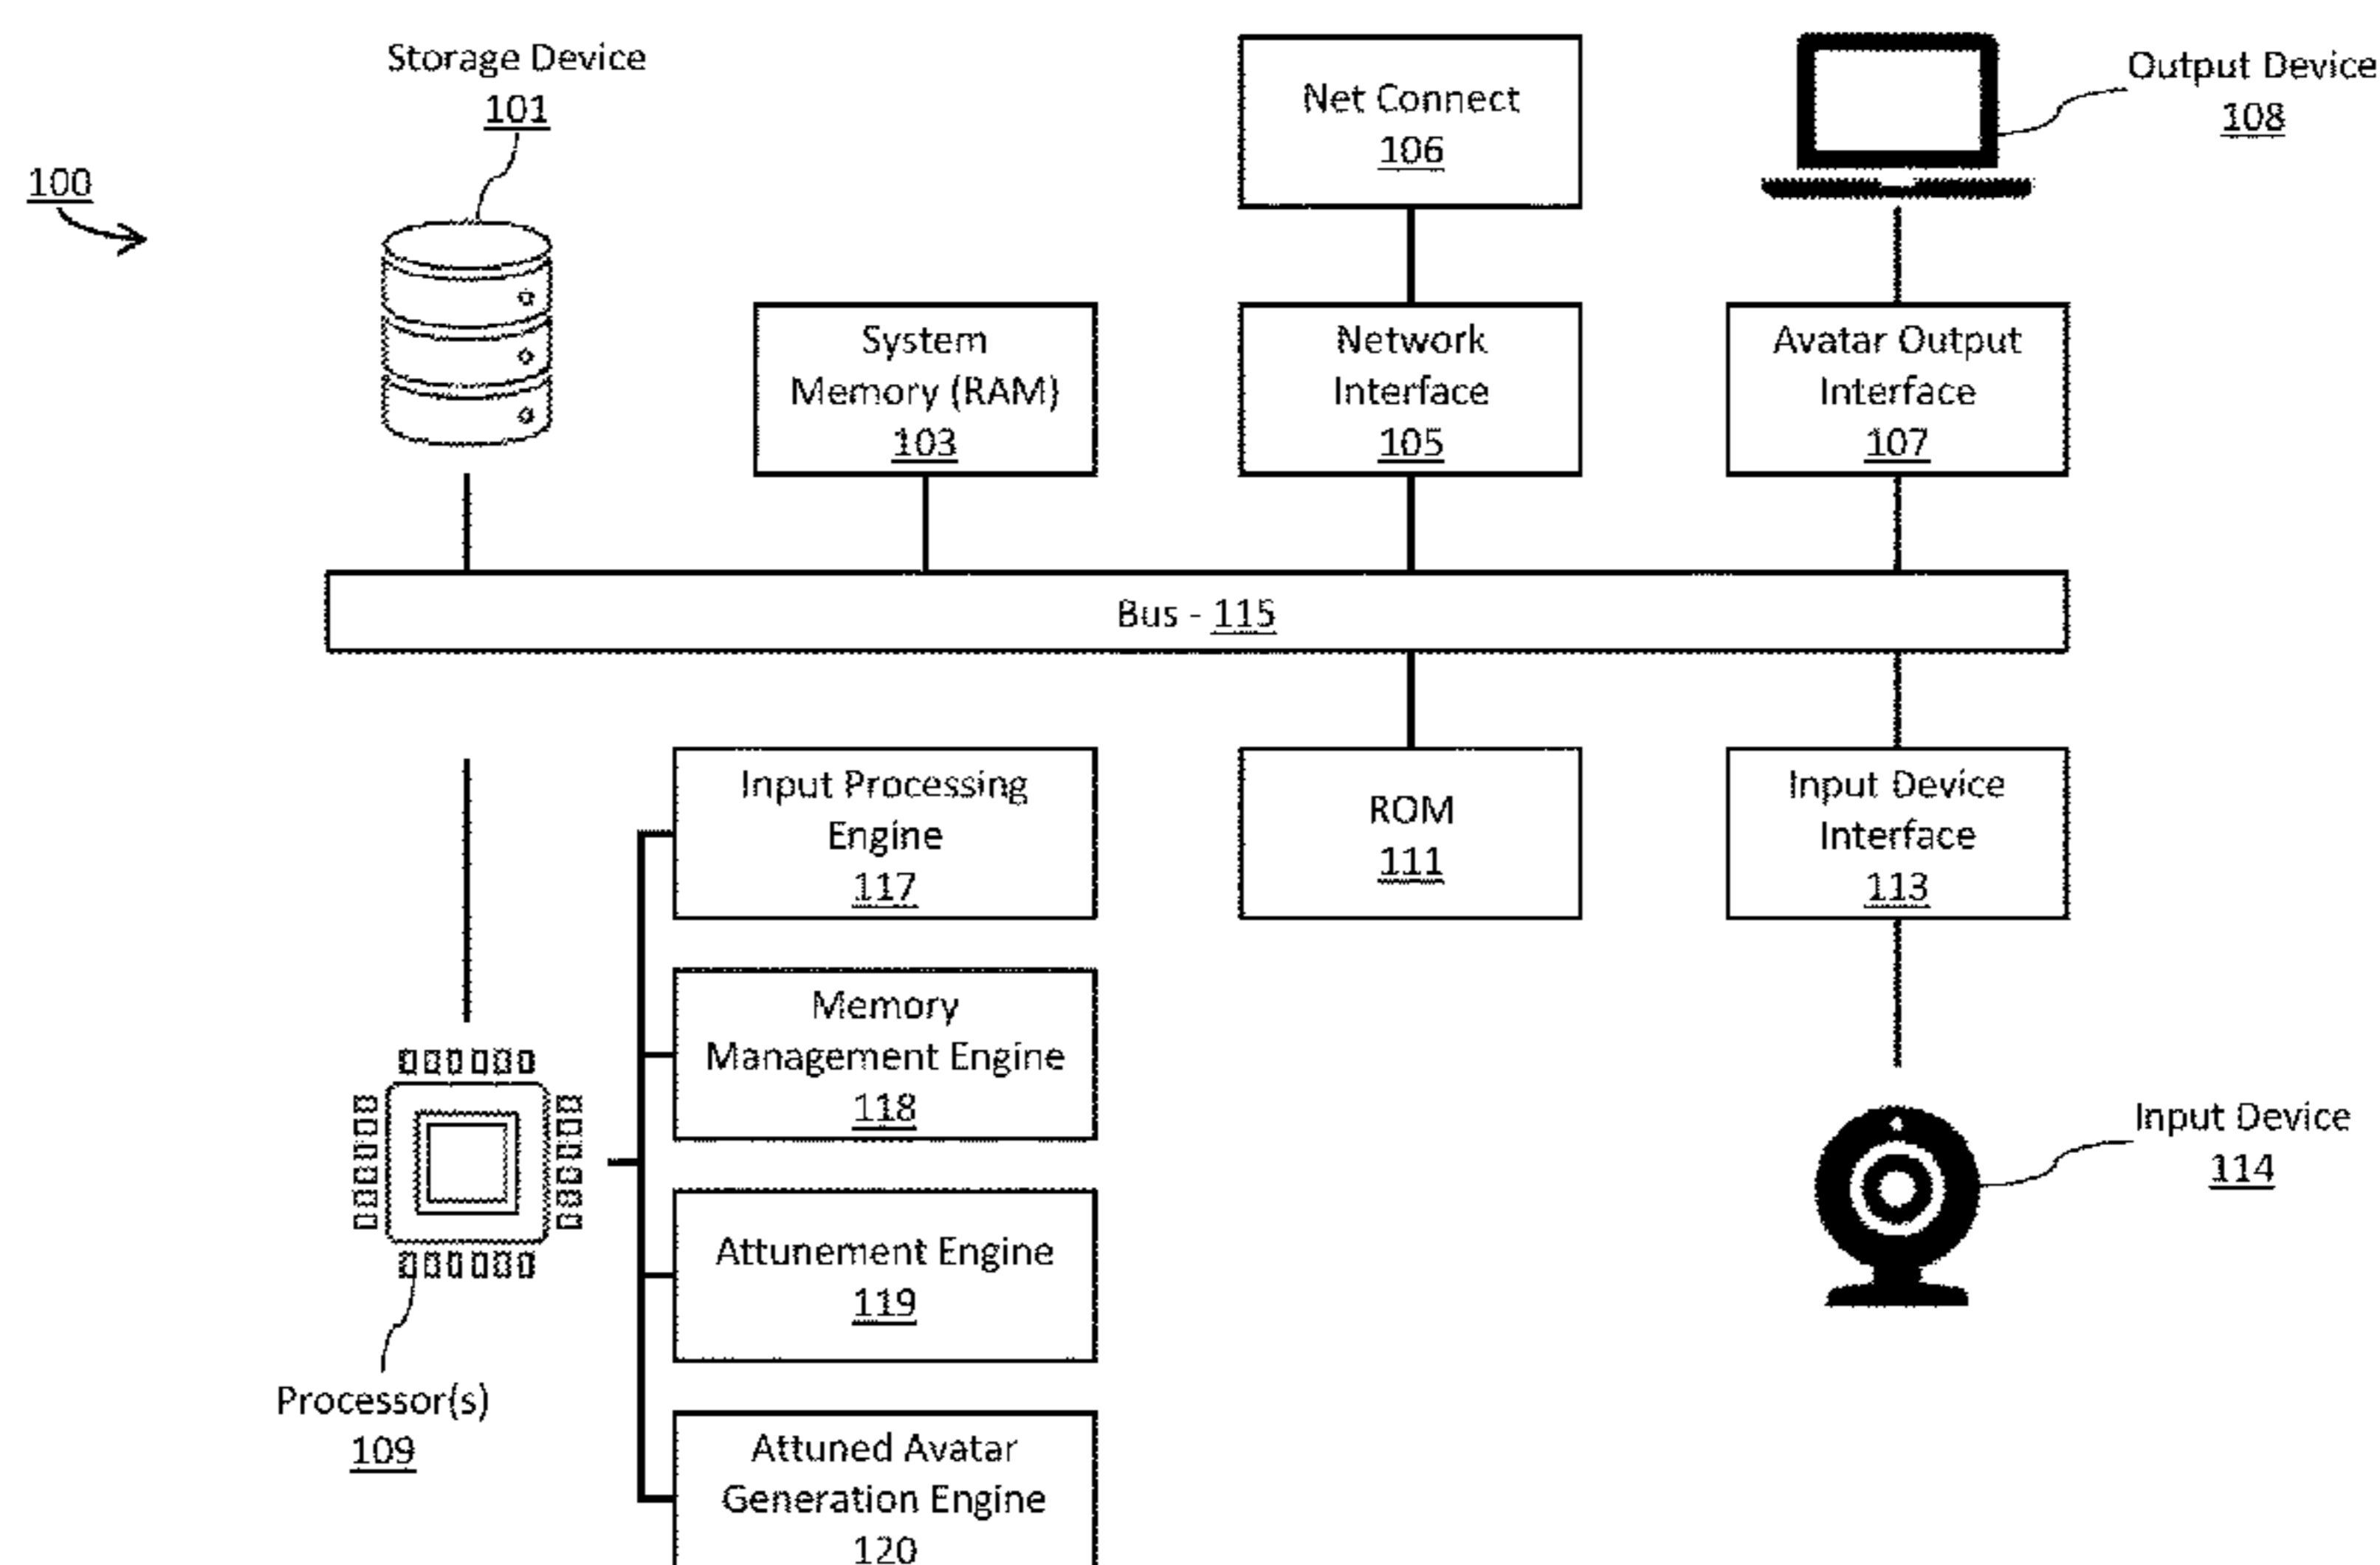 100
Storage Device
101
System
Memory (RAM)
103
Net Connect
106
Network
Interface
105
Output Device
108
Avatar Output
Interface
107
Bus - 115
Input Processing
Engine
117
Memory
Management Engine
118
Attunement Engine
119
Attuned Avatar
Generation Engine
120
Processor(s)
109
ROM
111
Input Device
Interface
113
Input Device
114